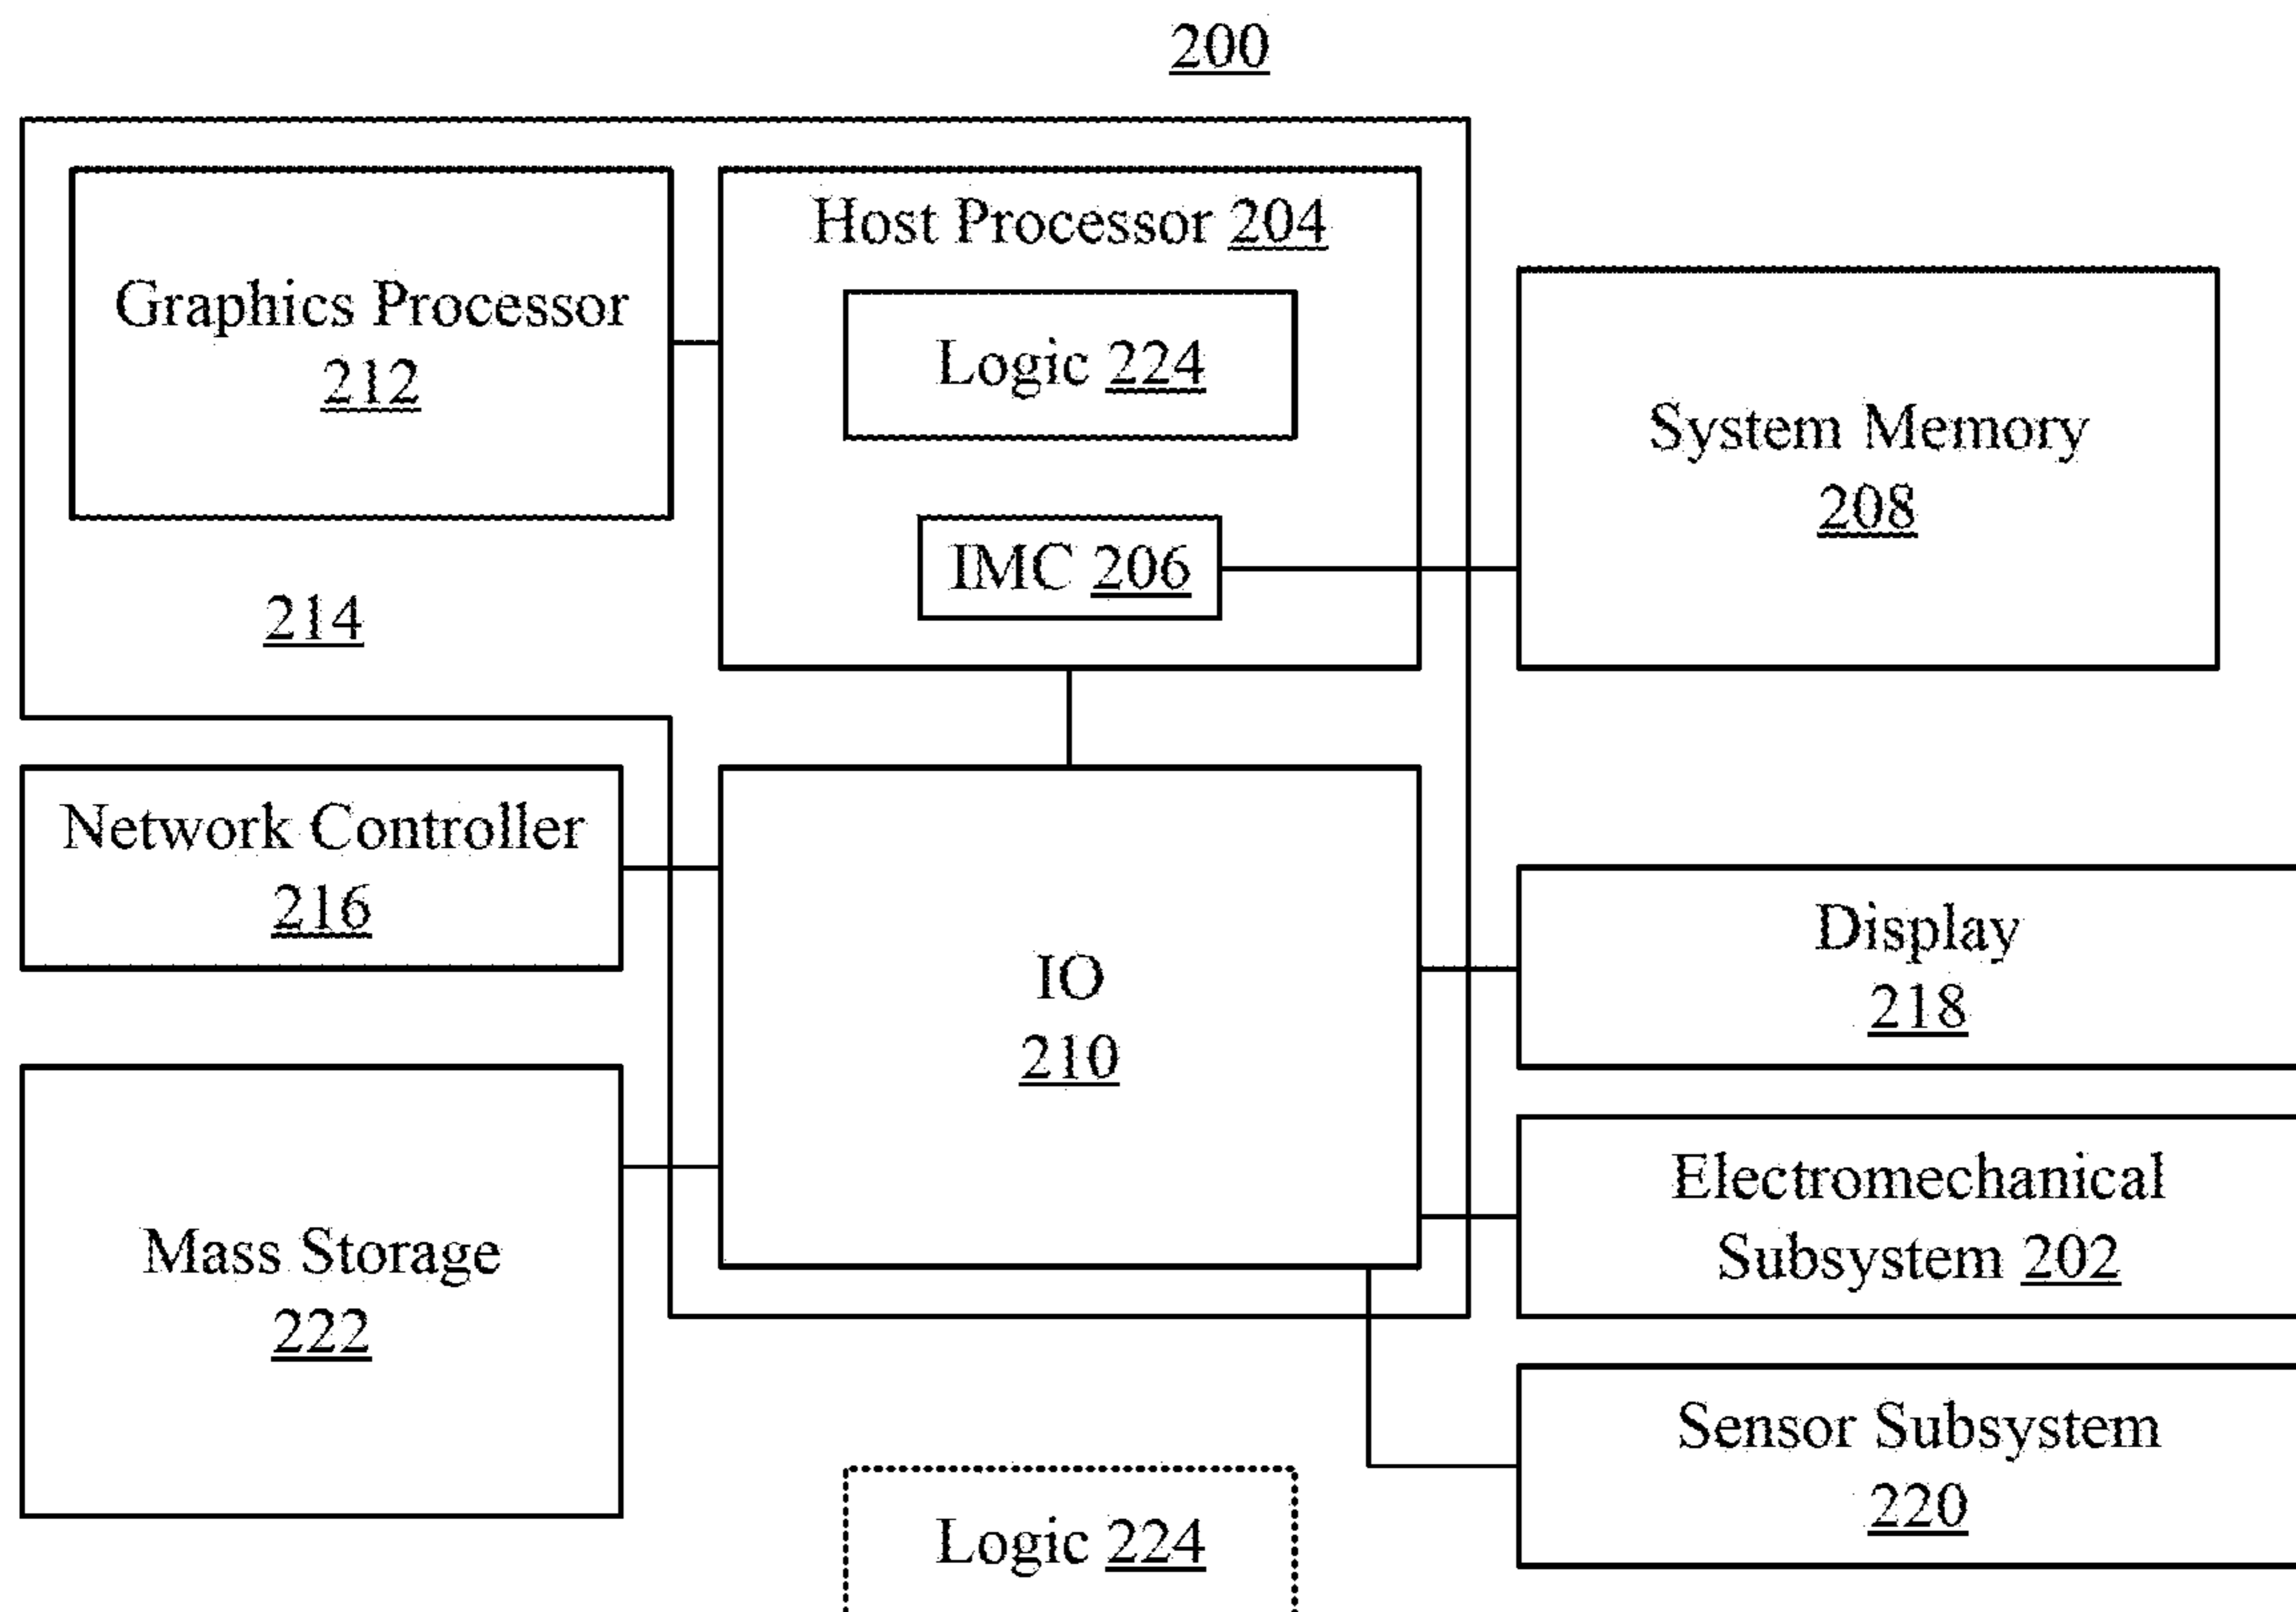 200
Graphics Processor
212
Host Processor 204
Logic 224
IMC 206
System Memory
208
214
Network Controller
216
IO
210
Display
218
Mass Storage
222
Electromechanical
Subsystem 202
Sensor Subsystem
220
Logic 224